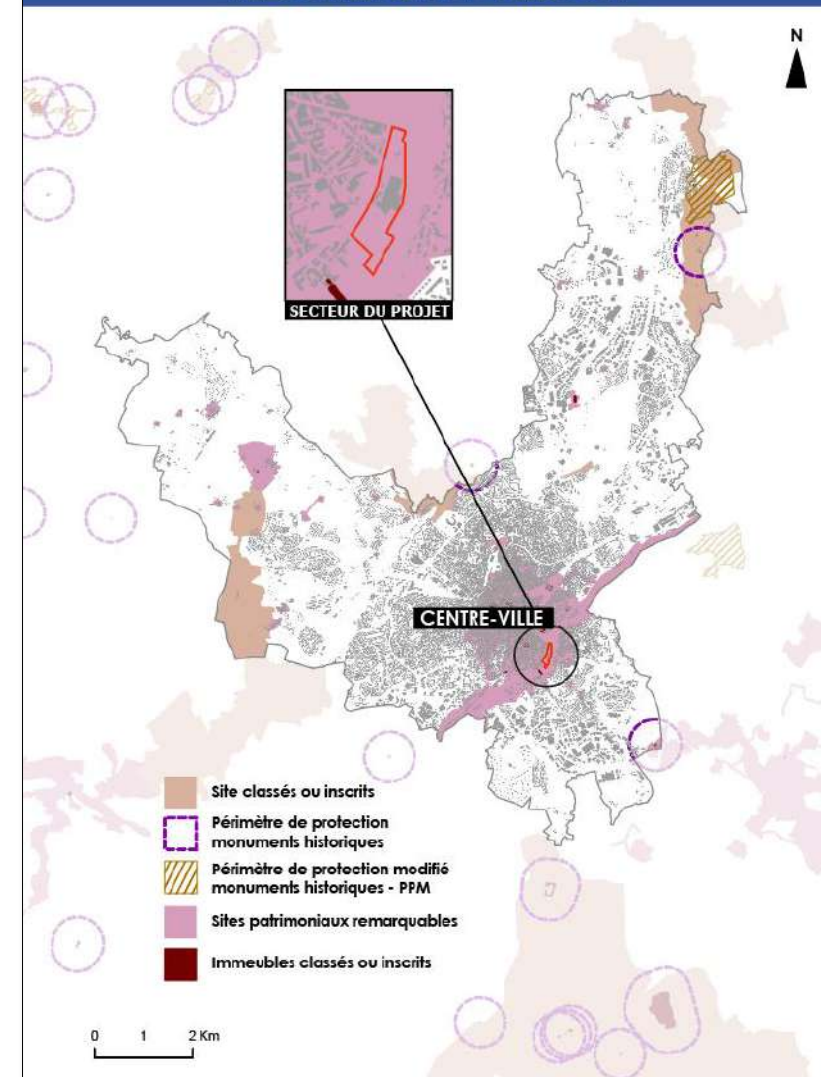 N
SECTEUR DU PROJET
CENTRE-VILLE
Site classés ou inscrits
Périmètre de protection
monuments historiques
Périmètre de protection modifié
monuments historiques - PPM
Sites patrimoniaux remarquables
Immeubles classés ou inscrits
0 1 2 Km